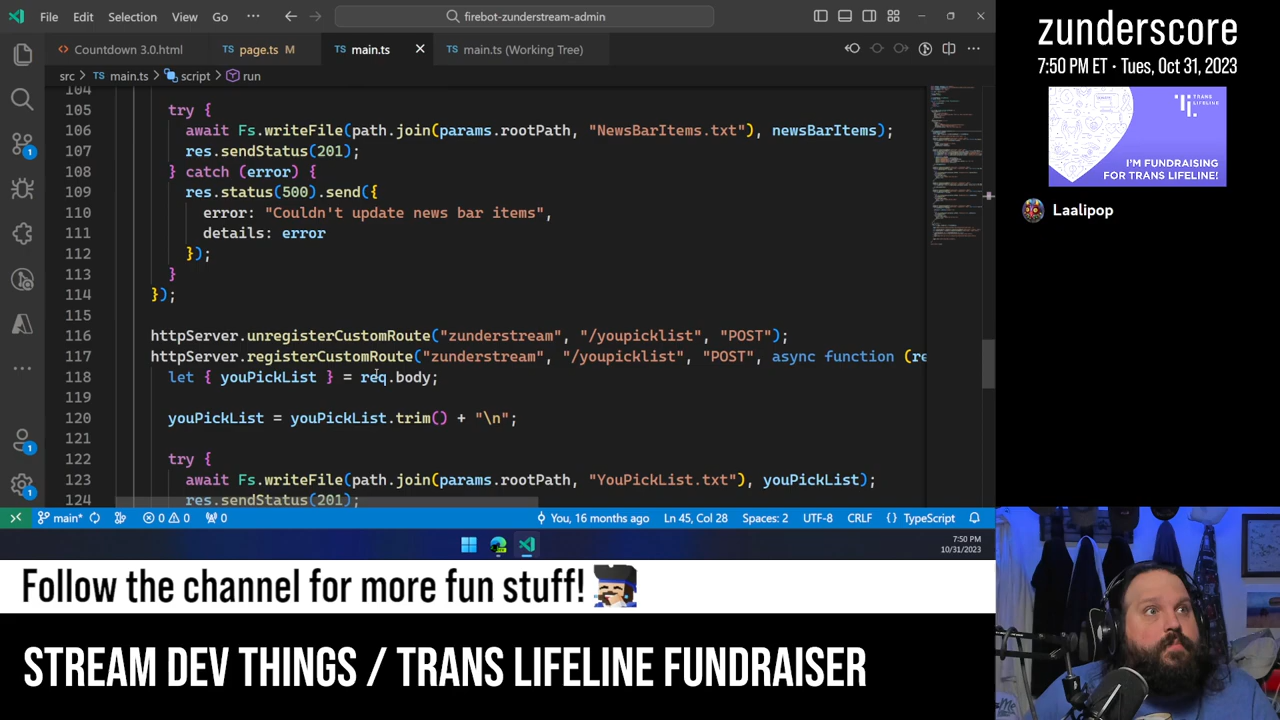 File Edit Selection View Go ··· firebot-zunderstream-admin
Countdown 3.0.html TS page.ts M TS main.ts TS main.ts (Working Tree)
src > TS main.ts > script > run
104
105 try {
106 await Fs.writeFile(path.join(params.rootPath, "NewsBarItems.txt"), newsBarItems);
107 res.sendStatus(201);
108 } catch (error) {
109 res.status(500).send({
110 error: "Couldn't update news bar items",
111 details: error
112 });
113 }
114 });
115
116 httpServer.unregisterCustomRoute("zunderstream", "/youpicklist", "POST");
117 httpServer.registerCustomRoute("zunderstream", "/youpicklist", "POST", async function (re
118 let { youPickList } = req.body;
119
120 youPickList = youPickList.trim() + "\n";
121
122 try {
123 await Fs.writeFile(path.join(params.rootPath, "YouPickList.txt"), youPickList);
124 res.sendStatus(201);
main* 0 0 0 You, 16 months ago Ln 45, Col 28 Spaces: 2 UTF-8 CRLF { } TypeScript
7:50 PM
10/31/2023
Follow the channel for more fun stuff!
STREAM DEV THINGS / TRANS LIFELINE FUNDRAISER
zunderscore
7:50 PM ET · Tues, Oct 31, 2023
TRANS
LIFELINE
I'M FUNDRAISING
FOR TRANS LIFELINE!
Laalipop